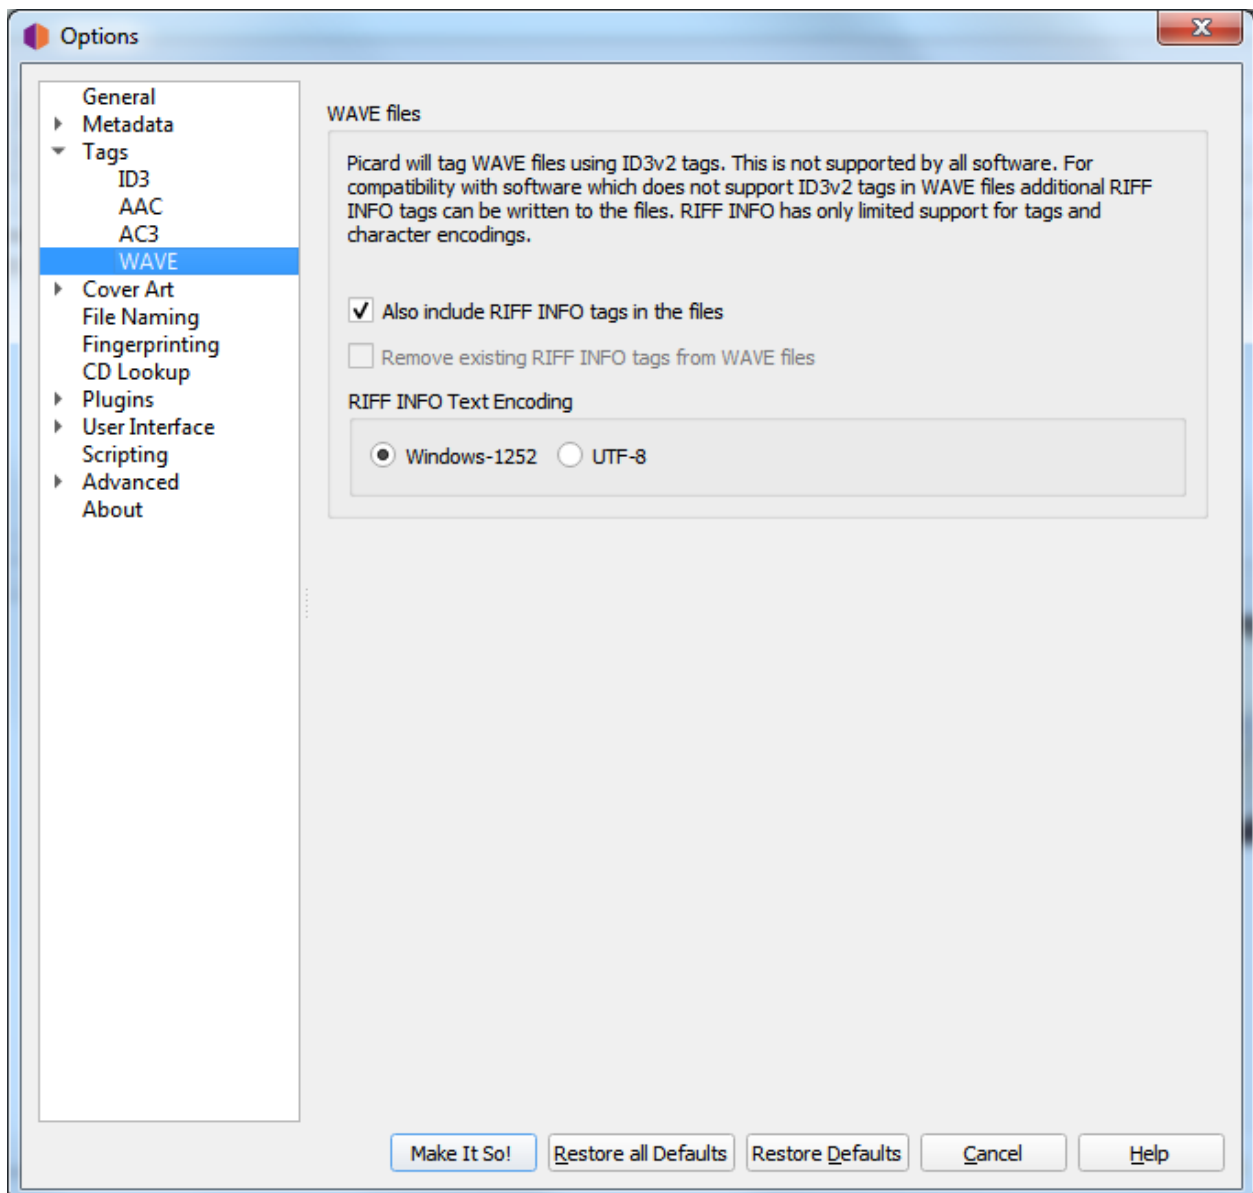 Options
General
Metadata
Tags
ID3
AAC
AC3
WAVE
Cover Art
File Naming
Fingerprinting
CD Lookup
Plugins
User Interface
Scripting
Advanced
About
WAVE files
Picard will tag WAVE files using ID3v2 tags. This is not supported by all software. For
compatibility with software which does not support ID3v2 tags in WAVE files additional RIFF
INFO tags can be written to the files. RIFF INFO has only limited support for tags and
character encodings.
Also include RIFF INFO tags in the files
Remove existing RIFF INFO tags from WAVE files
RIFF INFO Text Encoding
Windows-1252 UTF-8
Make It So! Restore all Defaults Restore Defaults Cancel Help